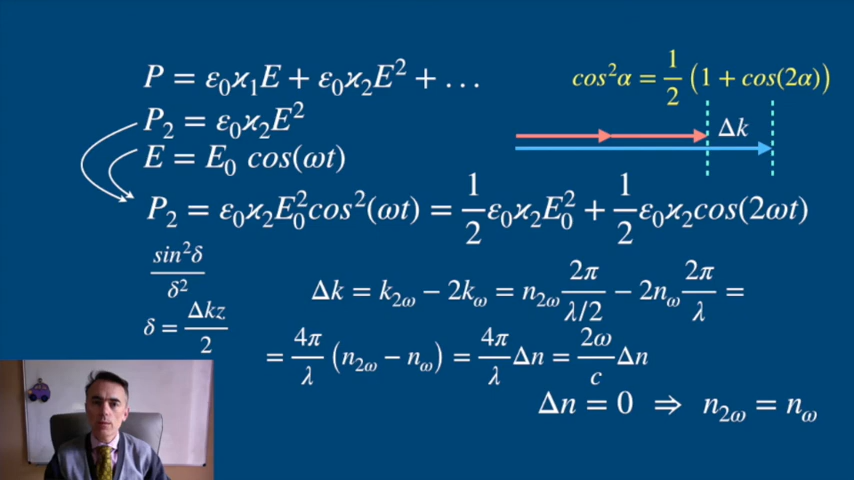 P = ε₀ϰ₁E + ε₀ϰ₂E² + . . .
cos²α = 1/2 (1 + cos(2α))
P₂ = ε₀ϰ₂E²
Δk
E = E₀ cos(ωt)
P₂ = ε₀ϰ₂E₀²cos²(ωt) = 1/2 ε₀ϰ₂E₀² + 1/2 ε₀ϰ₂cos(2ωt)
sin²δ/δ²
Δk = k₂ω − 2kω = n₂ω 2π/(λ/2) − 2nω 2π/λ =
δ = Δkz/2
= 4π/λ (n₂ω − nω) = 4π/λ Δn = 2ω/c Δn
Δn = 0 ⇒ n₂ω = nω